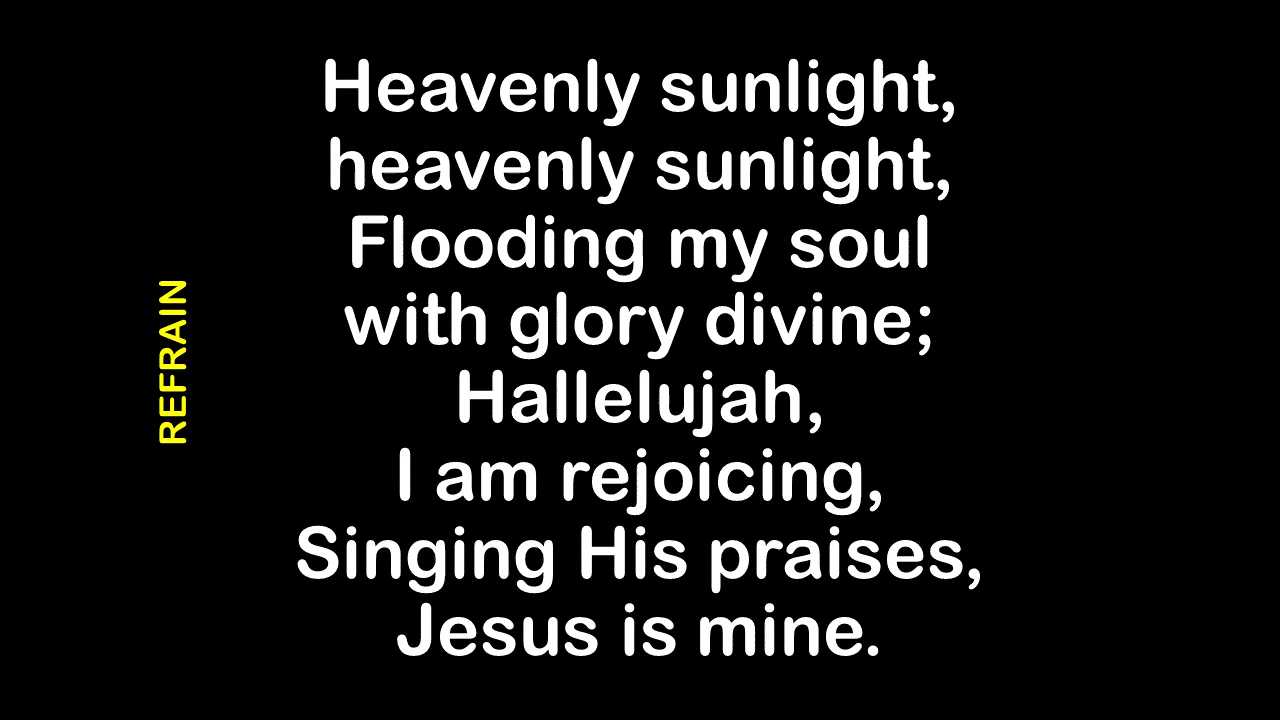 REFRAIN
Heavenly sunlight,
heavenly sunlight,
Flooding my soul
with glory divine;
Hallelujah,
I am rejoicing,
Singing His praises,
Jesus is mine.